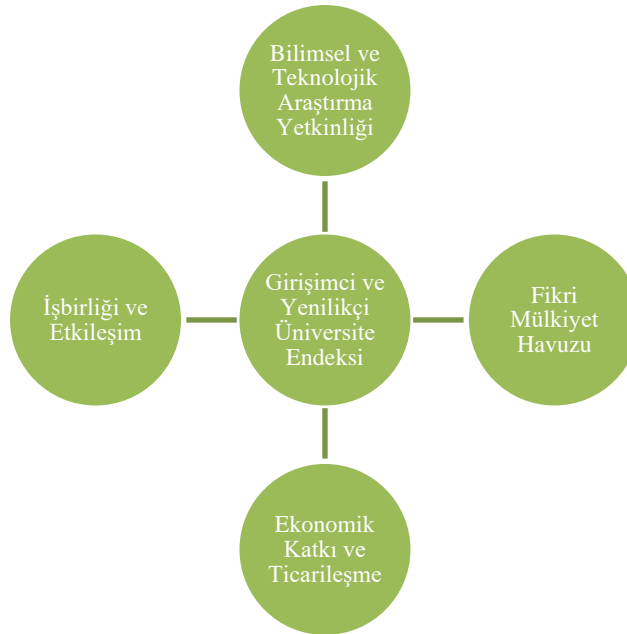 Bilimsel ve
Teknolojik
Araştırma
Yetkinliği
İşbirliği ve
Etkileşim
Girişimci ve
Yenilikçi
Üniversite
Endeksi
Fikri
Mülkiyet
Havuzu
Ekonomik
Katkı ve
Ticarileşme